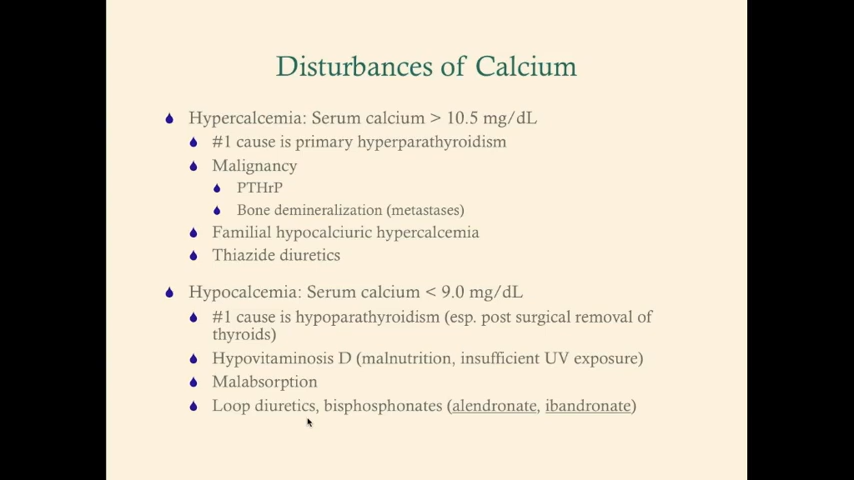 Disturbances of Calcium
Hypercalcemia: Serum calcium > 10.5 mg/dL
#1 cause is primary hyperparathyroidism
Malignancy
PTHrP
Bone demineralization (metastases)
Familial hypocalciuric hypercalcemia
Thiazide diuretics
Hypocalcemia: Serum calcium < 9.0 mg/dL
#1 cause is hypoparathyroidism (esp. post surgical removal of
thyroids)
Hypovitaminosis D (malnutrition, insufficient UV exposure)
Malabsorption
Loop diuretics, bisphosphonates (alendronate, ibandronate)